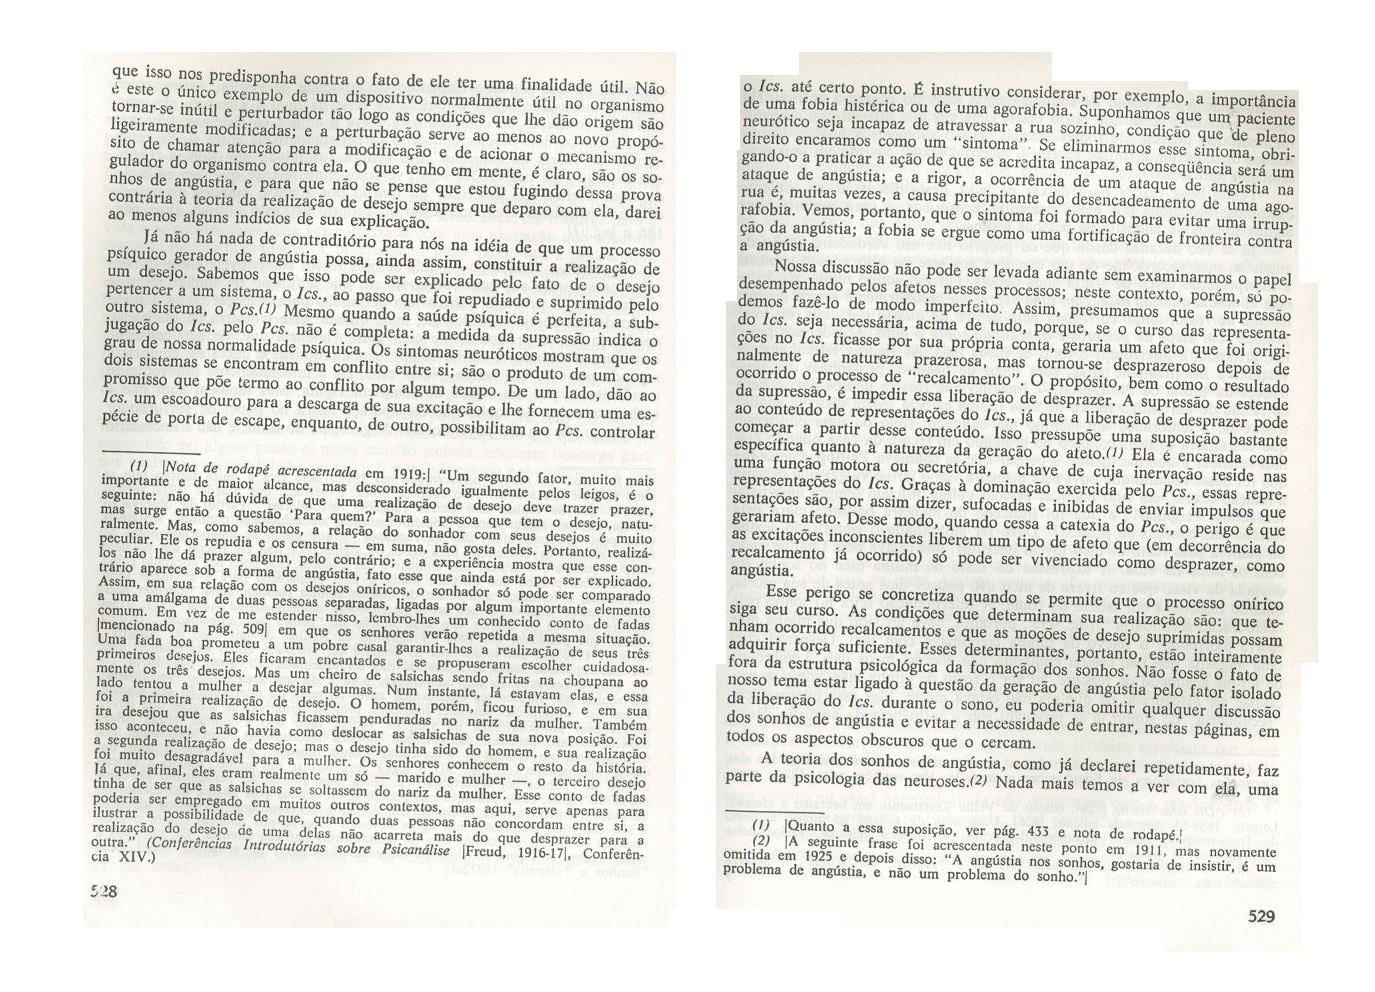 que isso nos predisponha contra o fato de ele ter uma finalidade útil. Não
é este o único exemplo de um dispositivo normalmente útil no organismo
tornar-se inútil e perturbador tão logo as condições que lhe dão origem são
ligeiramente modificadas; e a perturbação serve ao menos ao novo propó-
sito de chamar atenção para a modificação e de acionar o mecanismo re-
gulador do organismo contra ela. O que tenho em mente, é claro, são os so-
nhos de angústia, e para que não se pense que estou fugindo dessa prova
contrária à teoria da realização de desejo sempre que deparo com ela, darei
ao menos alguns indícios de sua explicação.
Já não há nada de contraditório para nós na idéia de que um processo
psíquico gerador de angústia possa, ainda assim, constituir a realização de
um desejo. Sabemos que isso pode ser explicado pelo fato de o desejo
pertencer a um sistema, o Ics., ao passo que foi repudiado e suprimido pelo
outro sistema, o Pcs.(1) Mesmo quando a saúde psíquica é perfeita, a sub-
jugação do Ics. pelo Pcs. não é completa: a medida da supressão indica o
grau de nossa normalidade psíquica. Os sintomas neuróticos mostram que os
dois sistemas se encontram em conflito entre si; são o produto de um com-
promisso que põe termo ao conflito por algum tempo. De um lado, dão ao
Ics. um escoadouro para a descarga de sua excitação e lhe fornecem uma es-
pécie de porta de escape, enquanto, de outro, possibilitam ao Pcs. controlar
(1) |Nota de rodapé acrescentada em 1919:| "Um segundo fator, muito mais
importante e de maior alcance, mas desconsiderado igualmente pelos leigos, é o
seguinte: não há dúvida de que uma realização de desejo deve trazer prazer,
mas surge então a questão 'Para quem?' Para a pessoa que tem o desejo, natu-
ralmente. Mas, como sabemos, a relação do sonhador com seus desejos é muito
peculiar. Ele os repudia e os censura — em suma, não gosta deles. Portanto, realizá-
los não lhe dá prazer algum, pelo contrário; e a experiência mostra que esse con-
trário aparece sob a forma de angústia, fato esse que ainda está por ser explicado.
Assim, em sua relação com os desejos oníricos, o sonhador só pode ser comparado
a uma amálgama de duas pessoas separadas, ligadas por algum importante elemento
comum. Em vez de me estender nisso, lembro-lhes um conhecido conto de fadas
|mencionado na pág. 509| em que os senhores verão repetida a mesma situação.
Uma fada boa prometeu a um pobre casal garantir-lhes a realização de seus três
primeiros desejos. Eles ficaram encantados e se propuseram escolher cuidadosa-
mente os três desejos. Mas um cheiro de salsichas sendo fritas na choupana ao
lado tentou a mulher a desejar algumas. Num instante, lá estavam elas, e essa
foi a primeira realização de desejo. O homem, porém, ficou furioso, e em sua
ira desejou que as salsichas ficassem penduradas no nariz da mulher. Também
isso aconteceu, e não havia como deslocar as salsichas de sua nova posição. Foi
a segunda realização de desejo; mas o desejo tinha sido do homem, e sua realização
foi muito desagradável para a mulher. Os senhores conhecem o resto da história.
Já que, afinal, eles eram realmente um só — marido e mulher —, o terceiro desejo
tinha de ser que as salsichas se soltassem do nariz da mulher. Esse conto de fadas
poderia ser empregado em muitos outros contextos, mas aqui, serve apenas para
ilustrar a possibilidade de que, quando duas pessoas não concordam entre si, a
realização do desejo de uma delas não acarreta mais do que desprazer para a
outra." (Conferências Introdutórias sobre Psicanálise |Freud, 1916-17|, Conferên-
cia XIV.)
528
o Ics. até certo ponto. É instrutivo considerar, por exemplo, a importância
de uma fobia histérica ou de uma agorafobia. Suponhamos que um paciente
neurótico seja incapaz de atravessar a rua sozinho, condição que de pleno
direito encaramos como um "sintoma". Se eliminarmos esse sintoma, obri-
gando-o a praticar a ação de que se acredita incapaz, a conseqüência será um
ataque de angústia; e a rigor, a ocorrência de um ataque de angústia na
rua é, muitas vezes, a causa precipitante do desencadeamento de uma ago-
rafobia. Vemos, portanto, que o sintoma foi formado para evitar uma irrup-
ção da angústia; a fobia se ergue como uma fortificação de fronteira contra
a angústia.
Nossa discussão não pode ser levada adiante sem examinarmos o papel
desempenhado pelos afetos nesses processos; neste contexto, porém, só po-
demos fazê-lo de modo imperfeito. Assim, presumamos que a supressão
do Ics. seja necessária, acima de tudo, porque, se o curso das representa-
ções no Ics. ficasse por sua própria conta, geraria um afeto que foi origi-
nalmente de natureza prazerosa, mas tornou-se desprazeroso depois de
ocorrido o processo de "recalcamento". O propósito, bem como o resultado
da supressão, é impedir essa liberação de desprazer. A supressão se estende
ao conteúdo de representações do Ics., já que a liberação de desprazer pode
começar a partir desse conteúdo. Isso pressupõe uma suposição bastante
específica quanto à natureza da geração do afeto.(1) Ela é encarada como
uma função motora ou secretória, a chave de cuja inervação reside nas
representações do Ics. Graças à dominação exercida pelo Pcs., essas repre-
sentações são, por assim dizer, sufocadas e inibidas de enviar impulsos que
gerariam afeto. Desse modo, quando cessa a catexia do Pcs., o perigo é que
as excitações inconscientes liberem um tipo de afeto que (em decorrência do
recalcamento já ocorrido) só pode ser vivenciado como desprazer, como
angústia.
Esse perigo se concretiza quando se permite que o processo onírico
siga seu curso. As condições que determinam sua realização são: que te-
nham ocorrido recalcamentos e que as moções de desejo suprimidas possam
adquirir força suficiente. Esses determinantes, portanto, estão inteiramente
fora da estrutura psicológica da formação dos sonhos. Não fosse o fato de
nosso tema estar ligado à questão da geração de angústia pelo fator isolado
da liberação do Ics. durante o sono, eu poderia omitir qualquer discussão
dos sonhos de angústia e evitar a necessidade de entrar, nestas páginas, em
todos os aspectos obscuros que o cercam.
A teoria dos sonhos de angústia, como já declarei repetidamente, faz
parte da psicologia das neuroses.(2) Nada mais temos a ver com ela, uma
(1) |Quanto a essa suposição, ver pág. 433 e nota de rodapé.|
(2) |A seguinte frase foi acrescentada neste ponto em 1911, mas novamente
omitida em 1925 e depois disso: "A angústia nos sonhos, gostaria de insistir, é um
problema de angústia, e não um problema do sonho."|
529